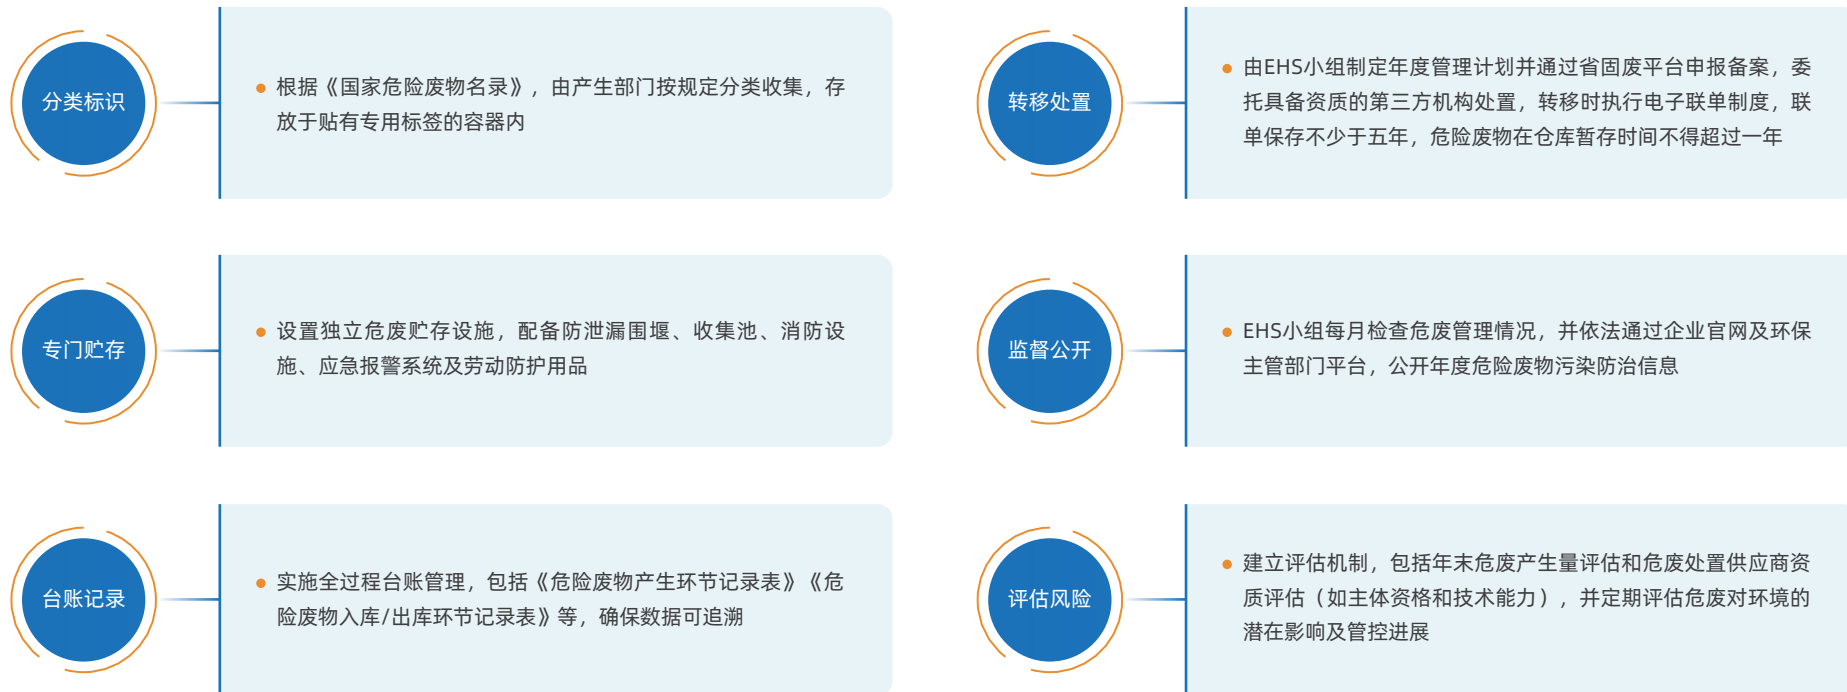 分类标识
根据《国家危险废物名录》，由产生部门按规定分类收集，存
放于贴有专用标签的容器内
专门贮存
设置独立危废贮存设施，配备防泄漏围堰、收集池、消防设
施、应急报警系统及劳动防护用品
台账记录
实施全过程台账管理，包括《危险废物产生环节记录表》《危
险废物入库/出库环节记录表》等，确保数据可追溯
转移处置
由EHS小组制定年度管理计划并通过省固废平台申报备案，委
托具备资质的第三方机构处置，转移时执行电子联单制度，联
单保存不少于五年，危险废物在仓库暂存时间不得超过一年
监督公开
EHS小组每月检查危废管理情况，并依法通过企业官网及环保
主管部门平台，公开年度危险废物污染防治信息
评估风险
建立评估机制，包括年末危废产生量评估和危废处置供应商资
质评估（如主体资格和技术能力），并定期评估危废对环境的
潜在影响及管控进展